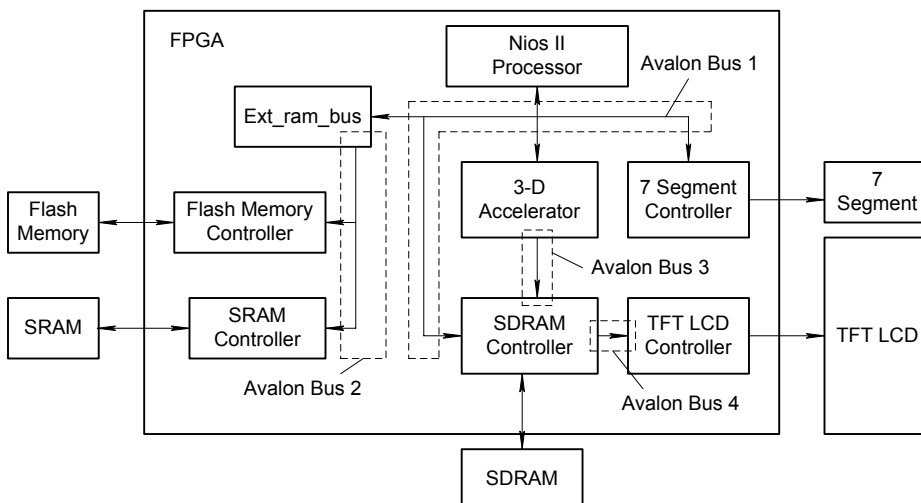 FPGA
Nios II
Processor
Avalon Bus 1
Ext_ram_bus
Flash
Memory
Flash Memory
Controller
3-D
Accelerator
7 Segment
Controller
7
Segment
Avalon Bus 3
SRAM
SRAM
Controller
SDRAM
Controller
TFT LCD
Controller
TFT LCD
Avalon Bus 2
Avalon Bus 4
SDRAM